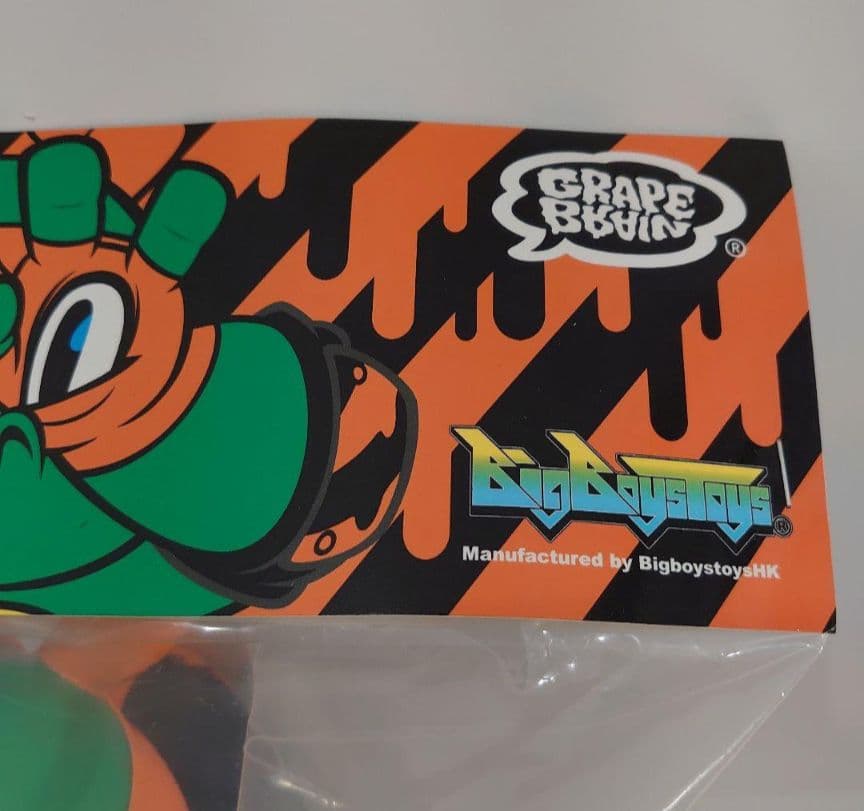 GRAPE
BRAIN
®
BigBoysToys®
Manufactured by BigboystoysHK